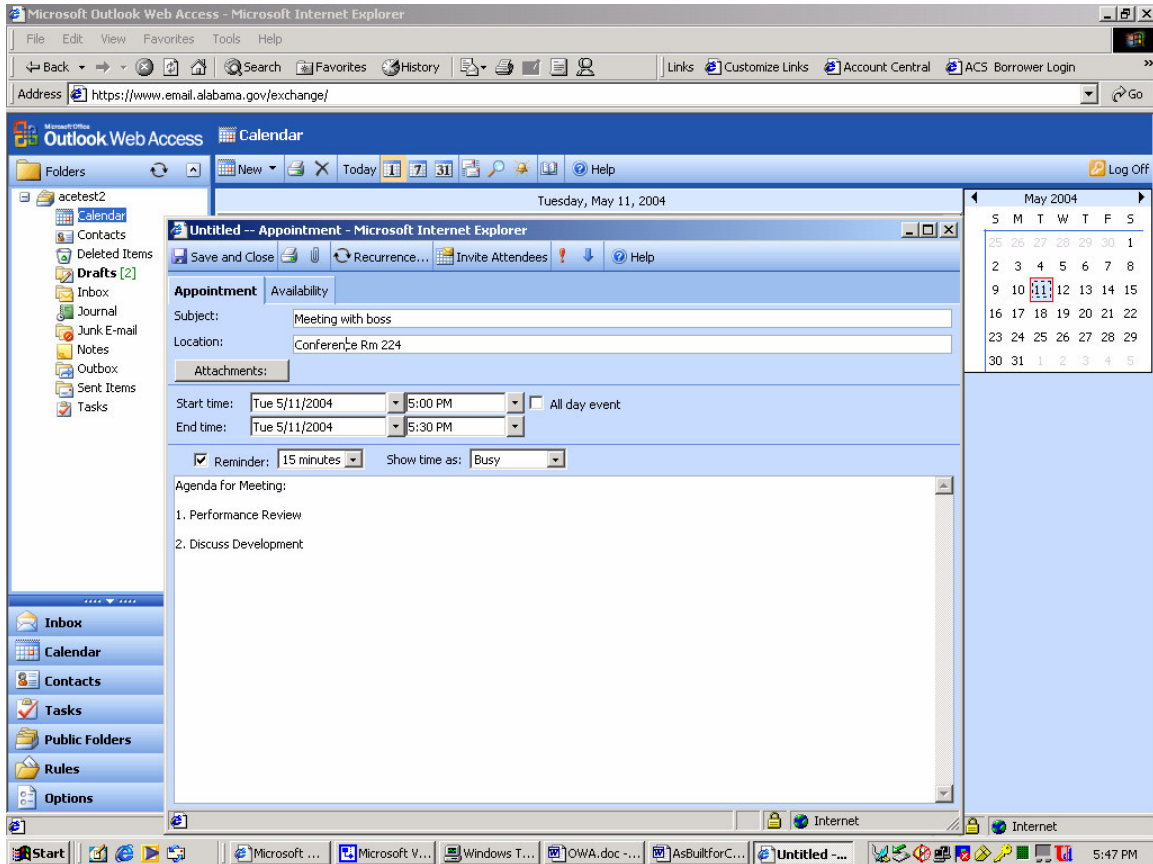 Microsoft Outlook Web Access - Microsoft Internet Explorer
File Edit View Favorites Tools Help
Back Search Favorites History Links Customize Links Account Central ACS Borrower Login »
Address https://www.email.alabama.gov/exchange/ Go
Microsoft Office
Outlook Web Access Calendar
Folders New Today 1 7 31 Help Log Off
acetest2
Calendar
Contacts
Deleted Items
Drafts [2]
Inbox
Journal
Junk E-mail
Notes
Outbox
Sent Items
Tasks
Inbox
Calendar
Contacts
Tasks
Public Folders
Rules
Options
Tuesday, May 11, 2004
Untitled -- Appointment - Microsoft Internet Explorer
Save and Close Recurrence... Invite Attendees Help
Appointment Availability
Subject: Meeting with boss
Location: Conference Rm 224
Attachments:
Start time: Tue 5/11/2004 5:00 PM All day event
End time: Tue 5/11/2004 5:30 PM
Reminder: 15 minutes Show time as: Busy
Agenda for Meeting:
1. Performance Review
2. Discuss Development
Internet
May 2004
S M T W T F S
25 26 27 28 29 30 1
2 3 4 5 6 7 8
9 10 11 12 13 14 15
16 17 18 19 20 21 22
23 24 25 26 27 28 29
30 31 1 2 3 4 5
Internet
Start Microsoft ... Microsoft V... Windows T... OWA.doc -... AsBuiltforC... Untitled -... 5:47 PM